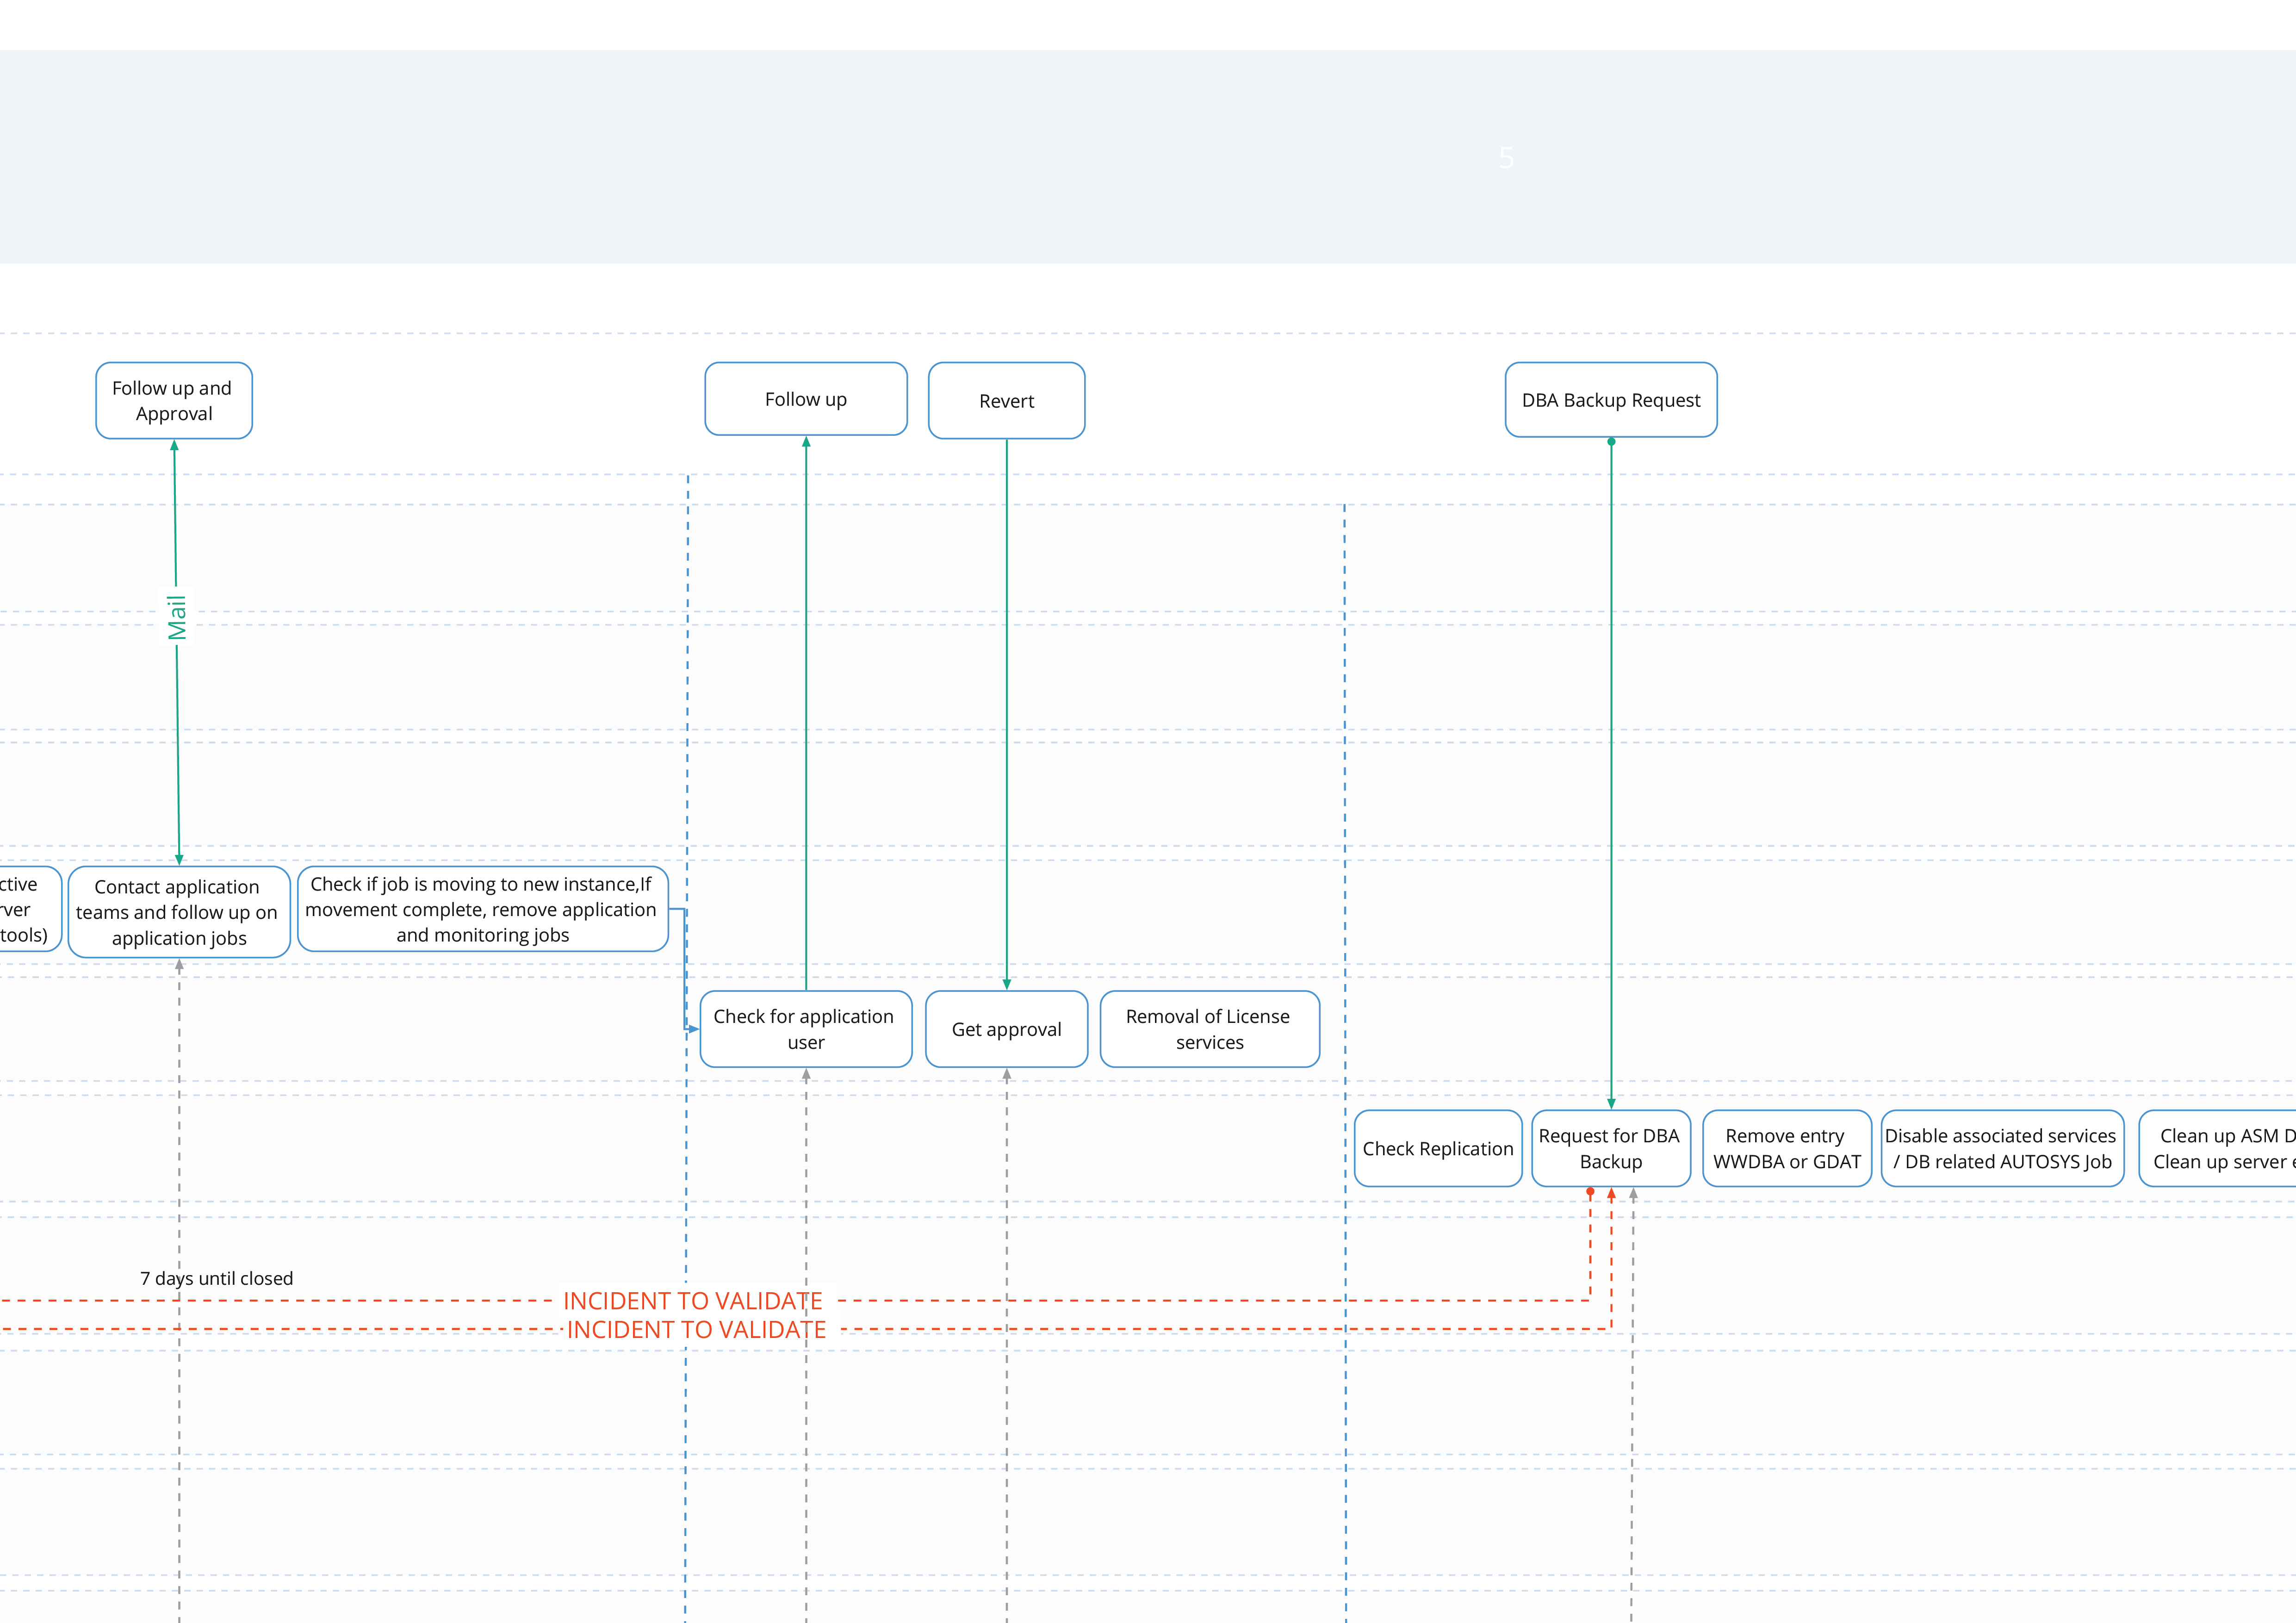 5
Follow up and
Approval
Follow up
Revert
DBA Backup Request
Mail
ctive
rver
tools)
Contact application
teams and follow up on
application jobs
Check if job is moving to new instance,If
movement complete, remove application
and monitoring jobs
Check for application
user
Get approval
Removal of License
services
Check Replication
Request for DBA
Backup
Remove entry
WWDBA or GDAT
Disable associated services
/ DB related AUTOSYS Job
Clean up ASM D
Clean up server e
7 days until closed
INCIDENT TO VALIDATE
INCIDENT TO VALIDATE